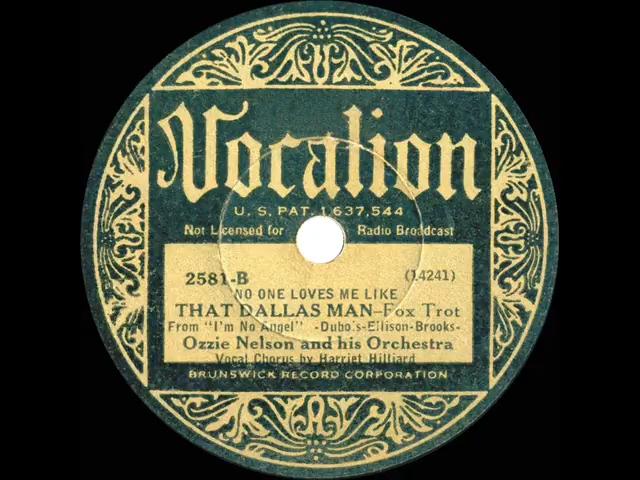 Vocalion
U. S. PAT. 1,637,544
Not Licensed for Radio Broadcast
2581-B (14241)
NO ONE LOVES ME LIKE
THAT DALLAS MAN–Fox Trot
From "I'm No Angel" -Dubois-Ellison-Brooks-
Ozzie Nelson and his Orchestra
Vocal Chorus by Harriet Hilliard
BRUNSWICK RECORD CORPORATION